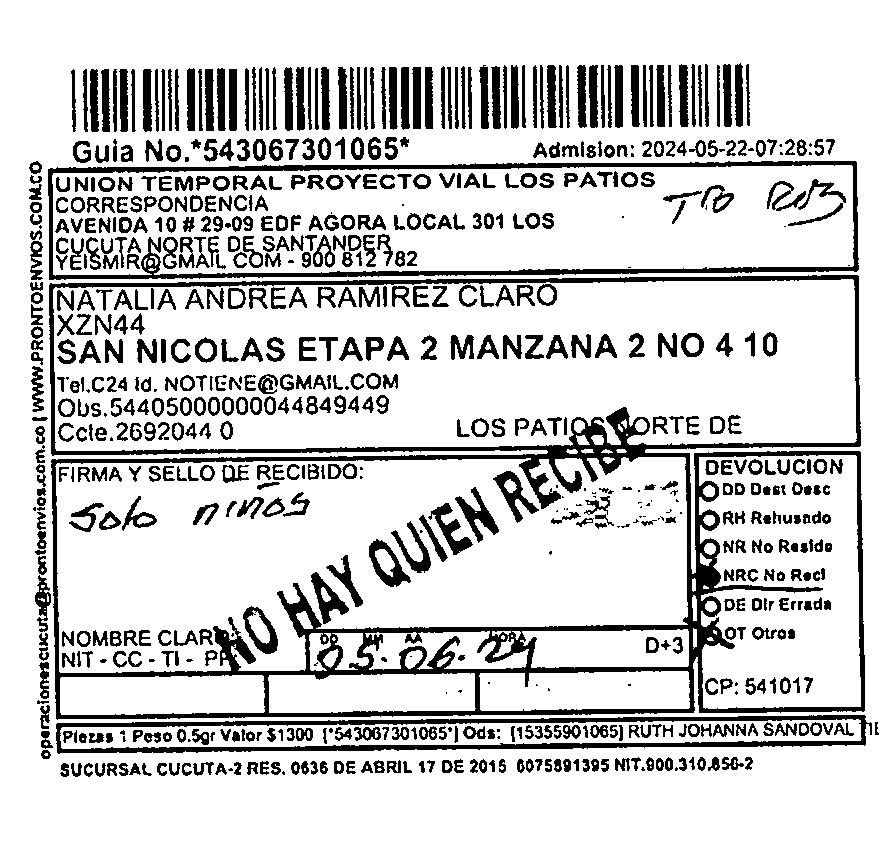 Guia No.*543067301065*
Admision: 2024-05-22-07:28:57
UNION TEMPORAL PROYECTO VIAL LOS PATIOS
CORRESPONDENCIA
AVENIDA 10 # 29-09 EDF AGORA LOCAL 301 LOS
CUCUTA NORTE DE SANTANDER
YEISMIR@GMAIL COM - 900 812 782
NATALIA ANDREA RAMIREZ CLARO
XZN44
SAN NICOLAS ETAPA 2 MANZANA 2 NO 4 10
Tel.C24 Id. NOTIENE@GMAIL.COM
Obs.54405000000044849449
Ccte.2692044 0
LOS PATIOS NORTE DE
FIRMA Y SELLO DE RECIBIDO:
solo niños
NO HAY QUIEN RECIBE
NOMBRE CLARO
NIT - CC - TI - PP
DD MM AA HORA
05.06.24
D+3
DEVOLUCION
DD Dest Desc
RH Rehusado
NR No Reside
NRC No Reci
DE Dir Errada
OT Otros
CP: 541017
Piezas 1 Peso 0.5gr Valor $1300 [*543067301065*] Ods: [15355901065] RUTH JOHANNA SANDOVAL
SUCURSAL CUCUTA-2 RES. 0636 DE ABRIL 17 DE 2015 6075891395 NIT.900.310.856-2
operacionescucuta@prontoenvios.com.co | WWW.PRONTOENVIOS.COM.CO